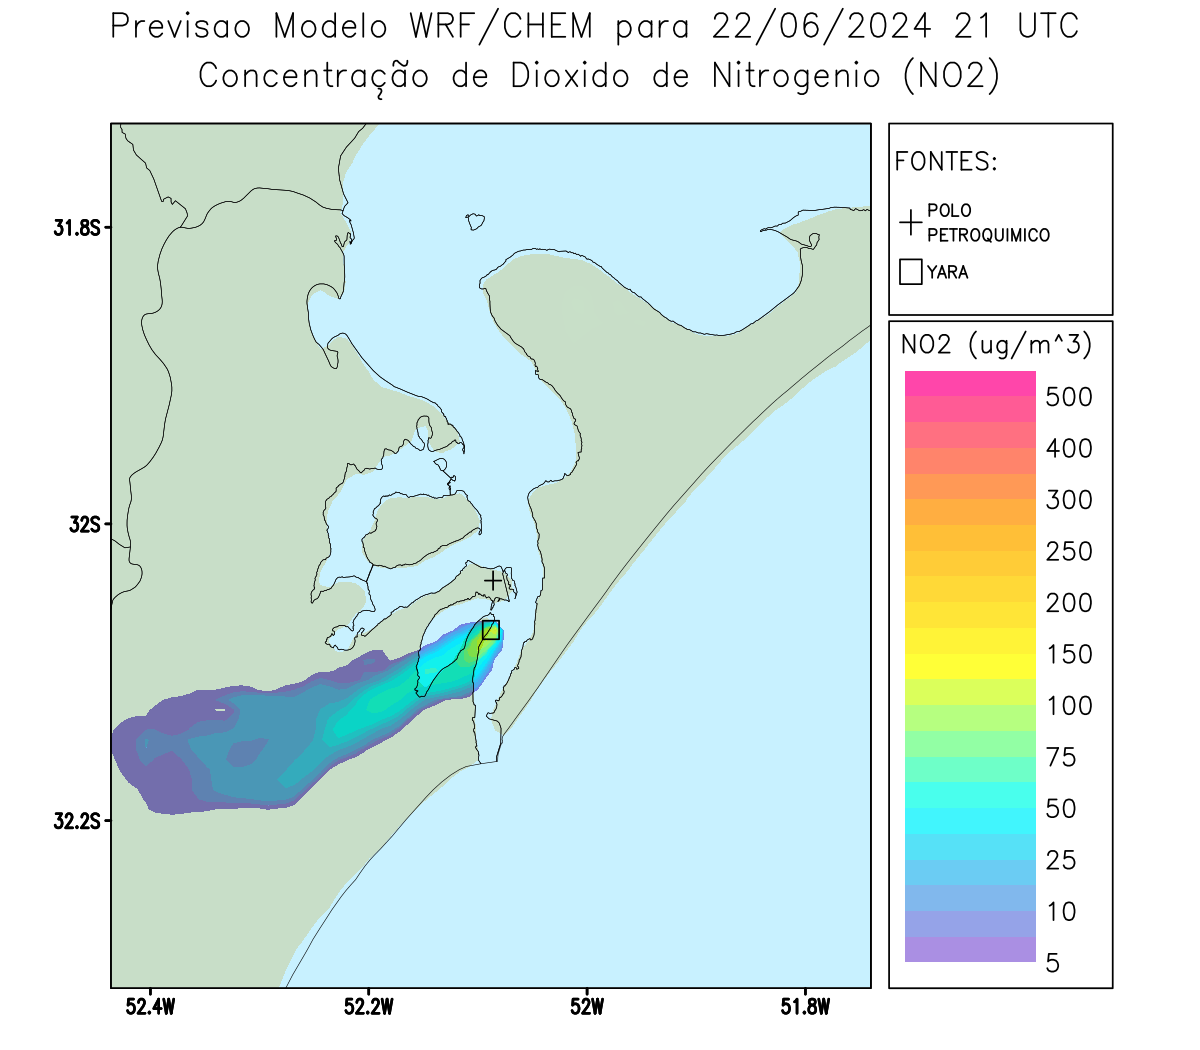 Previsao Modelo WRF/CHEM para 22/06/2024 21 UTC
Concentração de Dioxido de Nitrogenio (NO2)
FONTES:
POLO
PETROQUIMICO
YARA
NO2 (ug/m^3)
500
400
300
250
200
150
100
75
50
25
10
5
31.8S
32S
32.2S
52.4W
52.2W
52W
51.8W